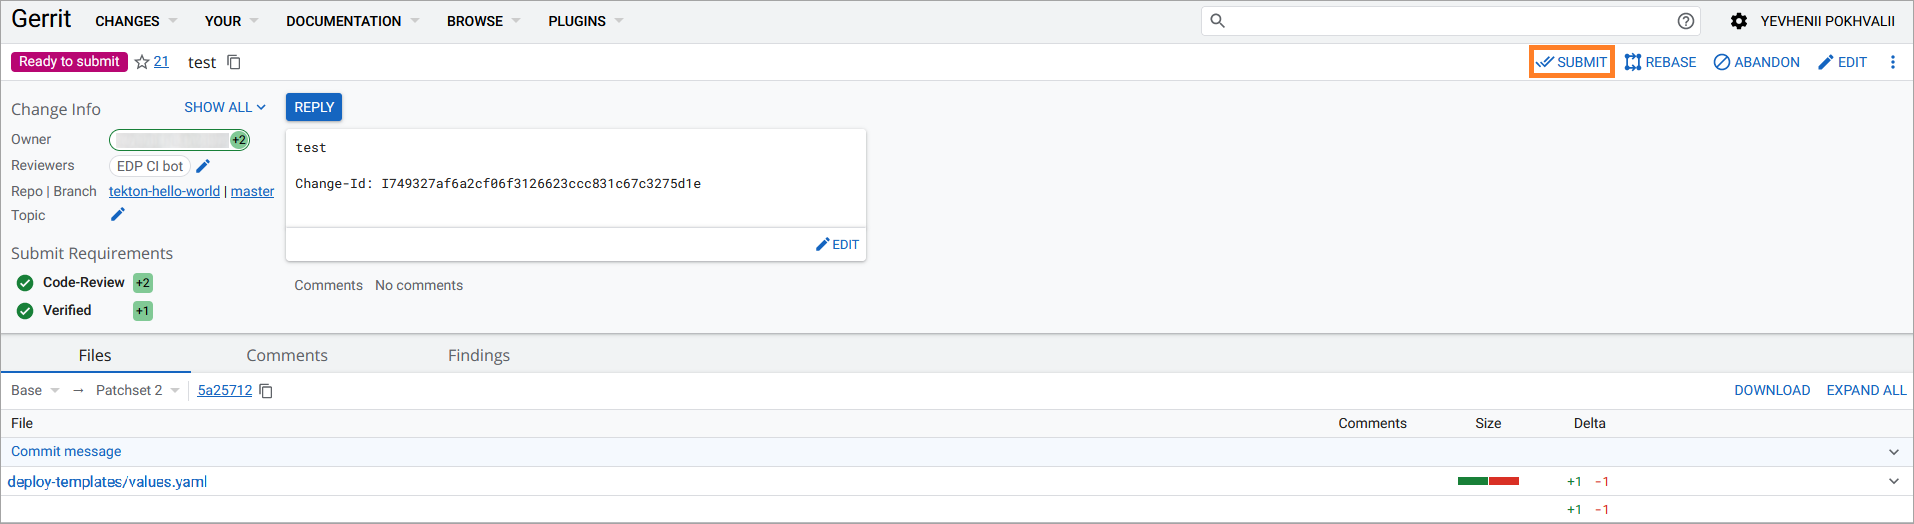 Gerrit CHANGES YOUR DOCUMENTATION BROWSE PLUGINS YEVHENII POKHVALII
Ready to submit 21 test SUBMIT REBASE ABANDON EDIT
Change Info SHOW ALL REPLY
Owner +2
test
Reviewers EDP CI bot
Change-Id: I749327af6a2cf06f3126623ccc831c67c3275d1e
Repo | Branch tekton-hello-world | master
Topic
EDIT
Submit Requirements
Code-Review +2
Comments No comments
Verified +1
Files Comments Findings
Base → Patchset 2 5a25712 DOWNLOAD EXPAND ALL
File Comments Size Delta
Commit message
deploy-templates/values.yaml +1 -1
+1 -1